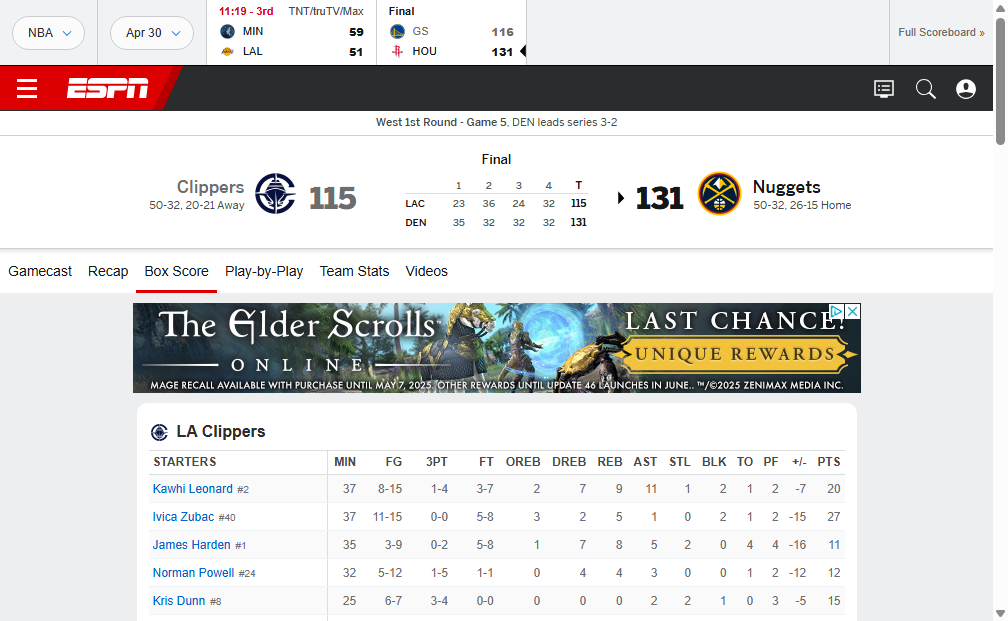 NBA
Apr 30
11:19 - 3rd TNT/truTV/Max
MIN 59
LAL 51
Final
GS 116
HOU 131
Full Scoreboard »
ESPN
West 1st Round - Game 5, DEN leads series 3-2
Final
Clippers
50-32, 20-21 Away
115
1 2 3 4 T
LAC 23 36 24 32 115
DEN 35 32 32 32 131
131
Nuggets
50-32, 26-15 Home
Gamecast Recap Box Score Play-by-Play Team Stats Videos
The Elder Scrolls
ONLINE
LAST CHANCE!
UNIQUE REWARDS
MAGE RECALL AVAILABLE WITH PURCHASE UNTIL MAY 7, 2025. OTHER REWARDS UNTIL UPDATE 46 LAUNCHES IN JUNE.. ™/©2025 ZENIMAX MEDIA INC.
LA Clippers
STARTERS MIN FG 3PT FT OREB DREB REB AST STL BLK TO PF +/- PTS
Kawhi Leonard #2 37 8-15 1-4 3-7 2 7 9 11 1 2 1 2 -7 20
Ivica Zubac #40 37 11-15 0-0 5-8 3 2 5 1 0 2 1 2 -15 27
James Harden #1 35 3-9 0-2 5-8 1 7 8 5 2 0 4 4 -16 11
Norman Powell #24 32 5-12 1-5 1-1 0 4 4 3 0 0 1 2 -12 12
Kris Dunn #8 25 6-7 3-4 0-0 0 0 0 2 2 1 0 3 -5 15